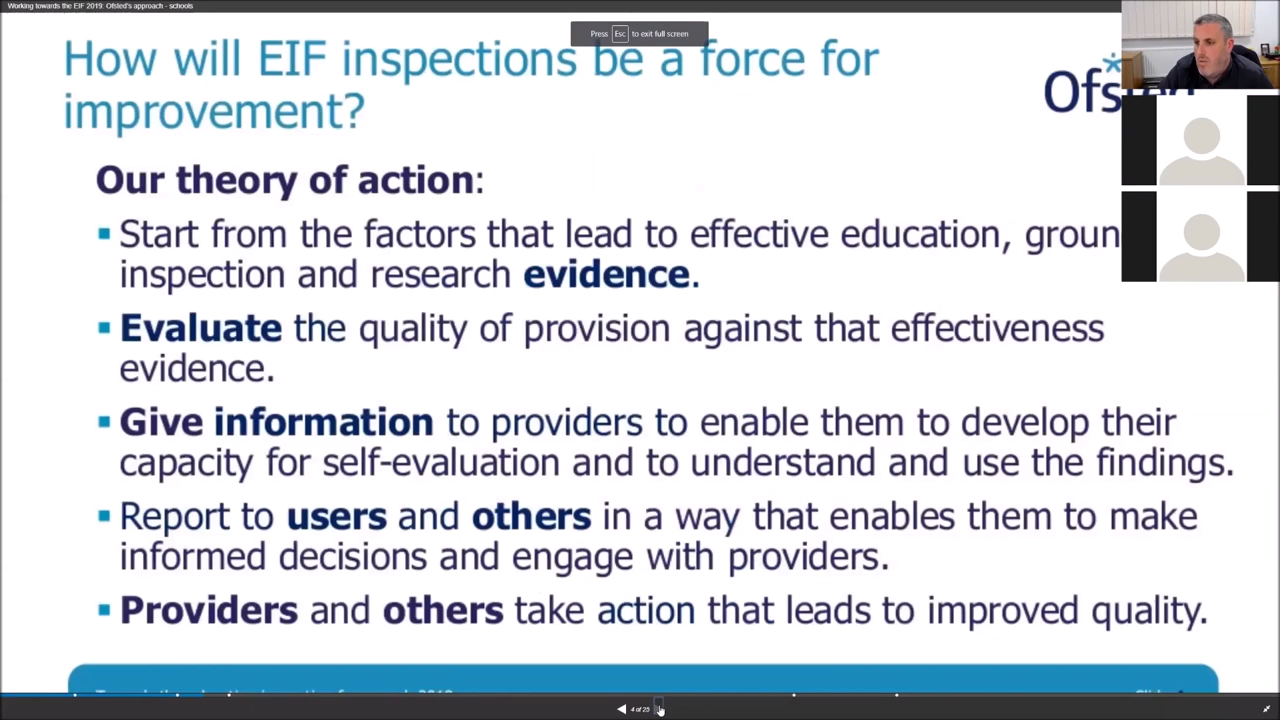 Working towards the EIF 2019: Ofsted's approach - schools
Press Esc to exit full screen
How will EIF inspections be a force for
improvement?
Ofsted
Our theory of action:
Start from the factors that lead to effective education,
inspection and research evidence.
Evaluate the quality of provision against that effectiveness
evidence.
Give information to providers to enable them to develop their
capacity for self-evaluation and to understand and use the findings.
Report to users and others in a way that enables them to make
informed decisions and engage with providers.
Providers and others take action that leads to improved quality.
4 of 25